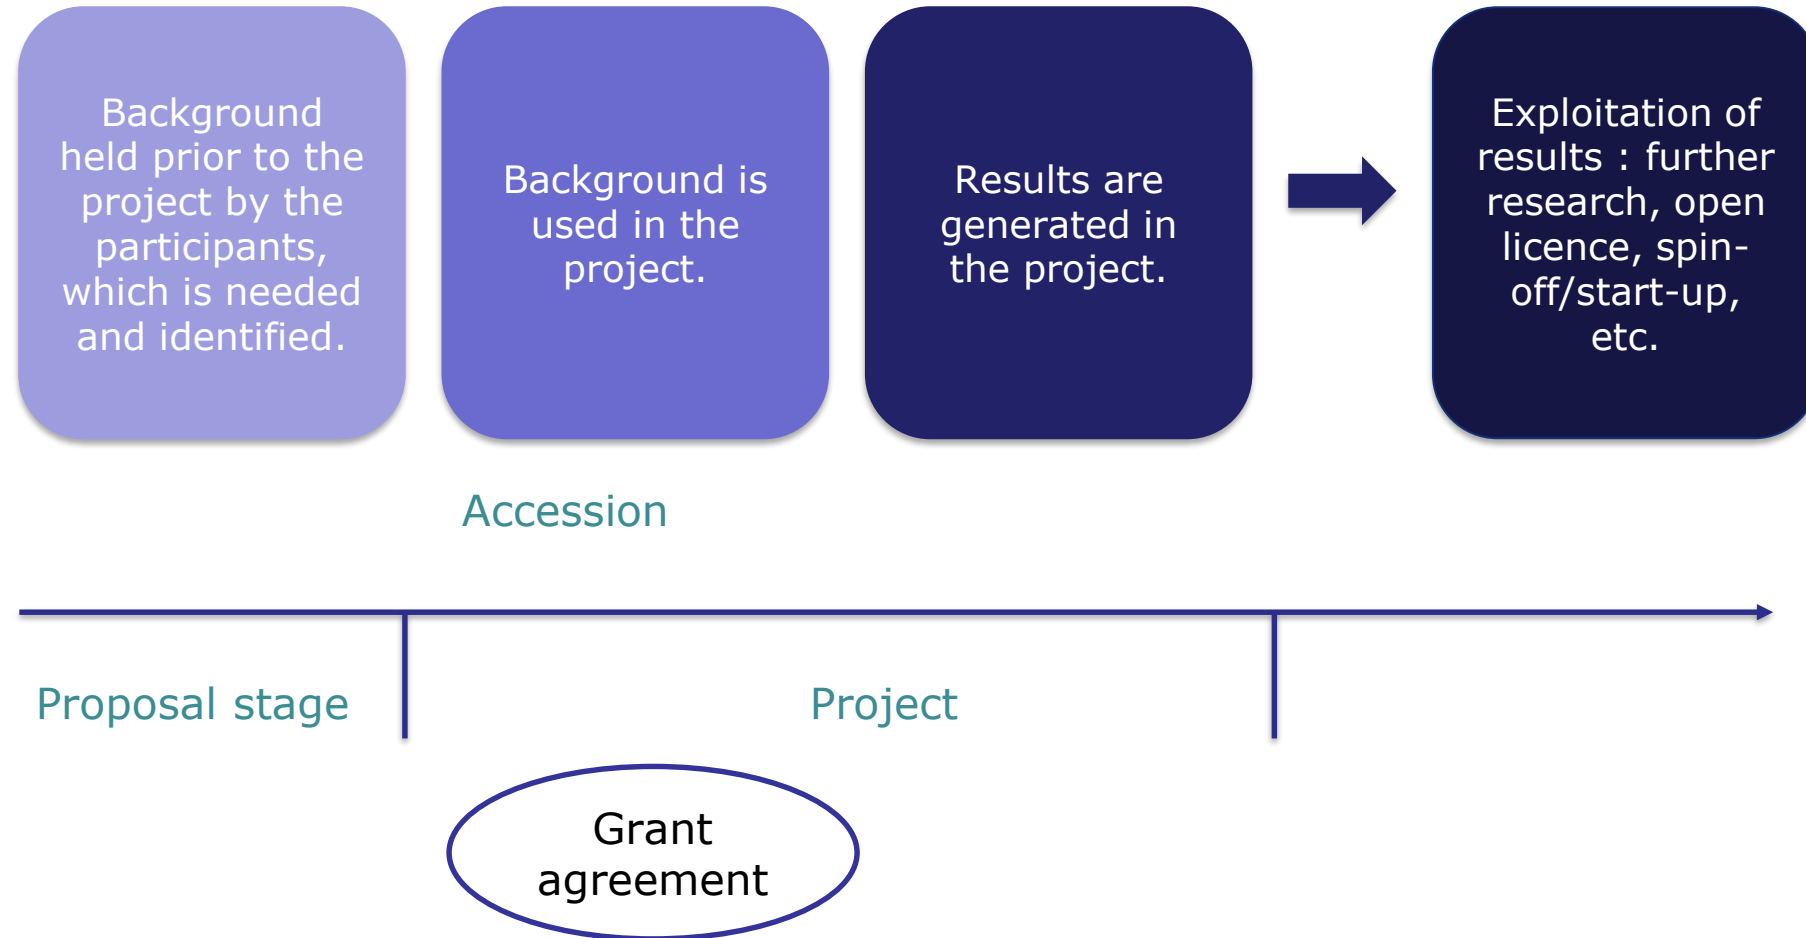 Background
held prior to the
project by the
participants,
which is needed
and identified.
Background is
used in the
project.
Results are
generated in
the project.
Exploitation of
results : further
research, open
licence, spin-
off/start-up,
etc.
Accession
Proposal stage
Project
Grant
agreement